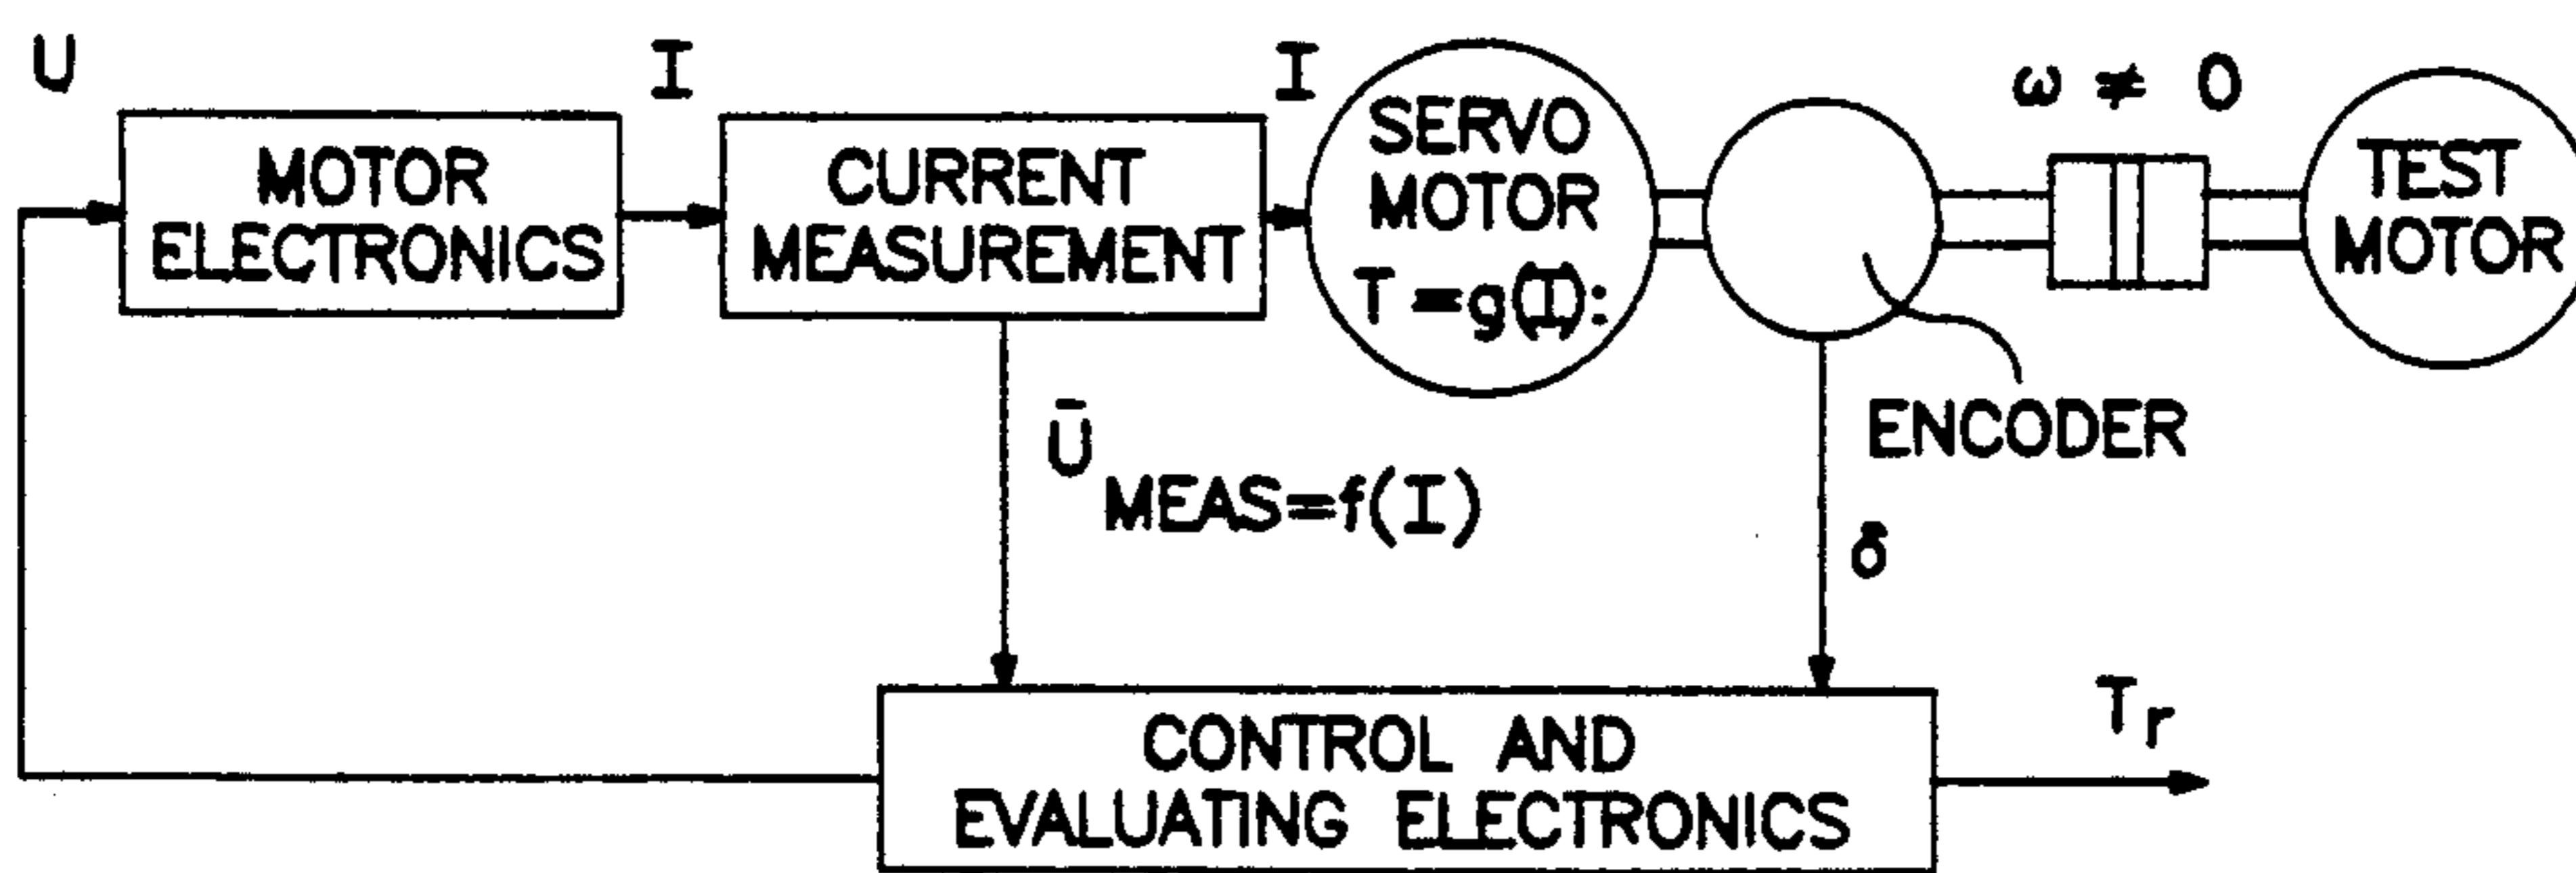 U
I
I
ω ≠ 0
MOTOR
ELECTRONICS
CURRENT
MEASUREMENT
SERVO
MOTOR
T=g(I):
TEST
MOTOR
ENCODER
Ū
MEAS=f(I)
δ
CONTROL AND
EVALUATING ELECTRONICS
Tr